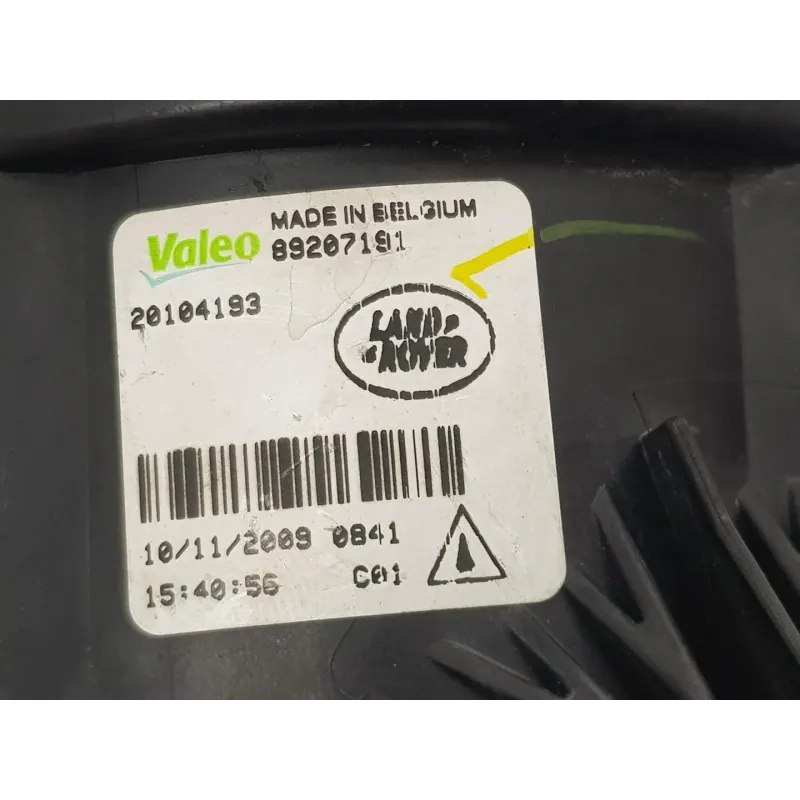 Valeo MADE IN BELGIUM
89207191
20104193
LAND-
-ROVER
10/11/2009 0841
15:40:56 C01